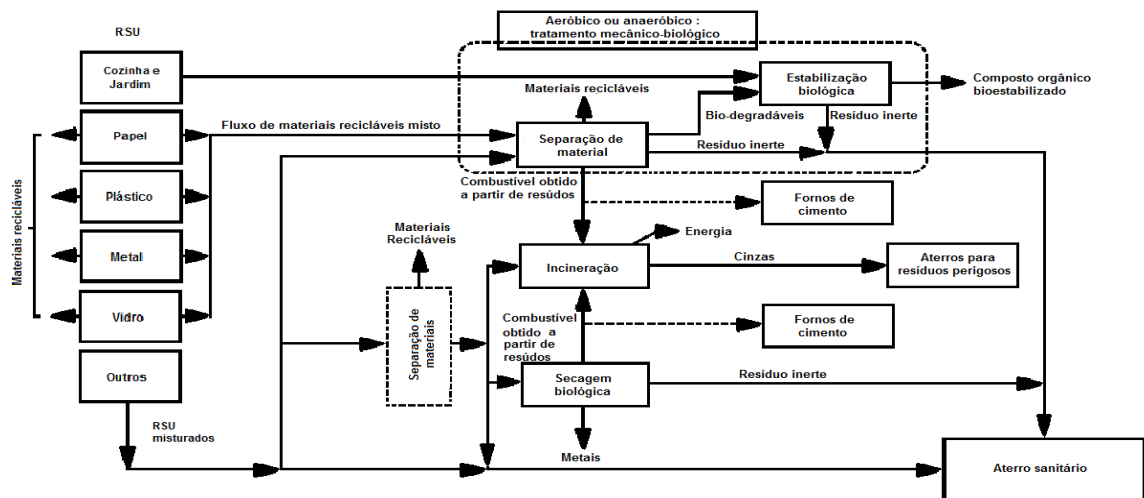 RSU
Aeróbico ou anaeróbico :
tratamento mecânico-biológico
Cozinha e
Jardim
Papel
Plástico
Metal
Vidro
Outros
Materiais recicláveis
RSU
misturados
Fluxo de materiais recicláveis misto
Materiais recicláveis
Separação de
material
Bio-degradáveis
Resíduo inerte
Estabilização
biológica
Resíduo inerte
Composto orgânico
bioestabilizado
Combustível obtido
a partir de resúdos
Fornos de
cimento
Materiais
Recicláveis
Separação de
materiais
Energia
Incineração
Cinzas
Aterros para
resíduos perigosos
Combustível
obtido a
partir de
resúdos
Fornos de
cimento
Secagem
biológica
Resíduo inerte
Metais
Aterro sanitário